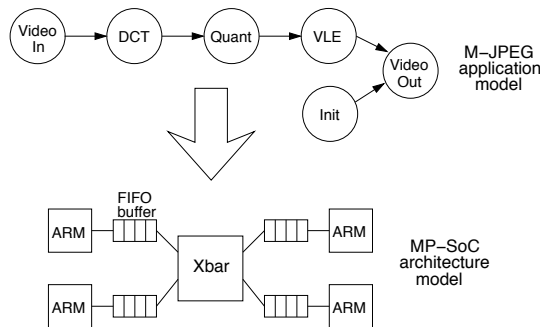 Video
In
DCT
Quant
VLE
Video
Out
Init
M-JPEG
application
model
FIFO
buffer
ARM
ARM
Xbar
ARM
ARM
MP-SoC
architecture
model